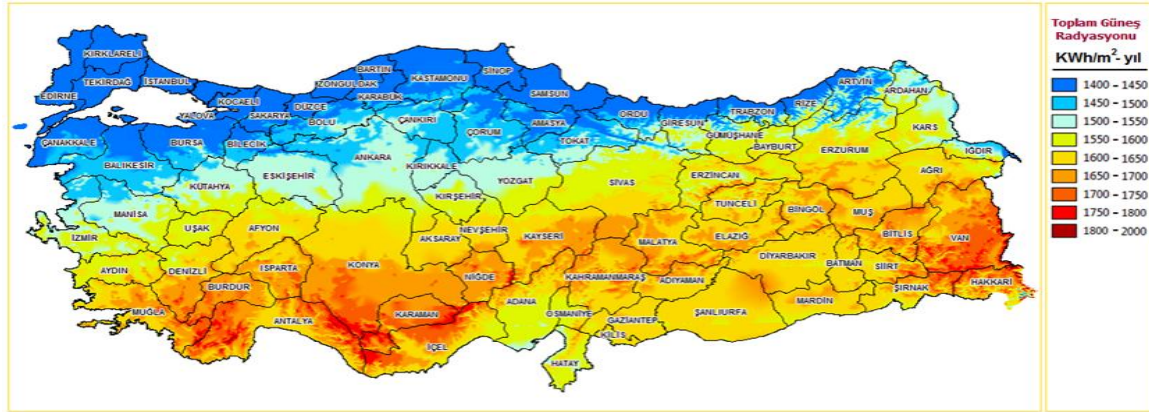 Toplam Güneş
Radyasyonu
KWh/m²- yıl
1400 - 1450
1450 - 1500
1500 - 1550
1550 - 1600
1600 - 1650
1650 - 1700
1700 - 1750
1750 - 1800
1800 - 2000
KIRKLARELİ
EDİRNE
TEKİRDAĞ
İSTANBUL
KOCAELİ
YALOVA
SAKARYA
DÜZCE
BOLU
ZONGULDAK
BARTIN
KARABÜK
KASTAMONU
SİNOP
SAMSUN
ÇANKIRI
ÇORUM
AMASYA
TOKAT
ORDU
GİRESUN
TRABZON
RİZE
ARTVİN
ARDAHAN
GÜMÜŞHANE
BAYBURT
ERZURUM
KARS
IĞDIR
AĞRI
ÇANAKKALE
BALIKESİR
BURSA
BİLECİK
KÜTAHYA
ESKİŞEHİR
ANKARA
KIRIKKALE
YOZGAT
KIRŞEHİR
SİVAS
ERZİNCAN
TUNCELİ
BİNGÖL
MUŞ
BİTLİS
VAN
MANİSA
İZMİR
UŞAK
AFYON
AKSARAY
NEVŞEHİR
KAYSERİ
MALATYA
ELAZIĞ
DİYARBAKIR
BATMAN
SİİRT
ŞIRNAK
HAKKARİ
AYDIN
DENİZLİ
ISPARTA
BURDUR
KONYA
NİĞDE
KAHRAMANMARAŞ
ADIYAMAN
MARDİN
ŞANLIURFA
MUĞLA
ANTALYA
KARAMAN
İÇEL
ADANA
OSMANİYE
GAZİANTEP
KİLİS
HATAY